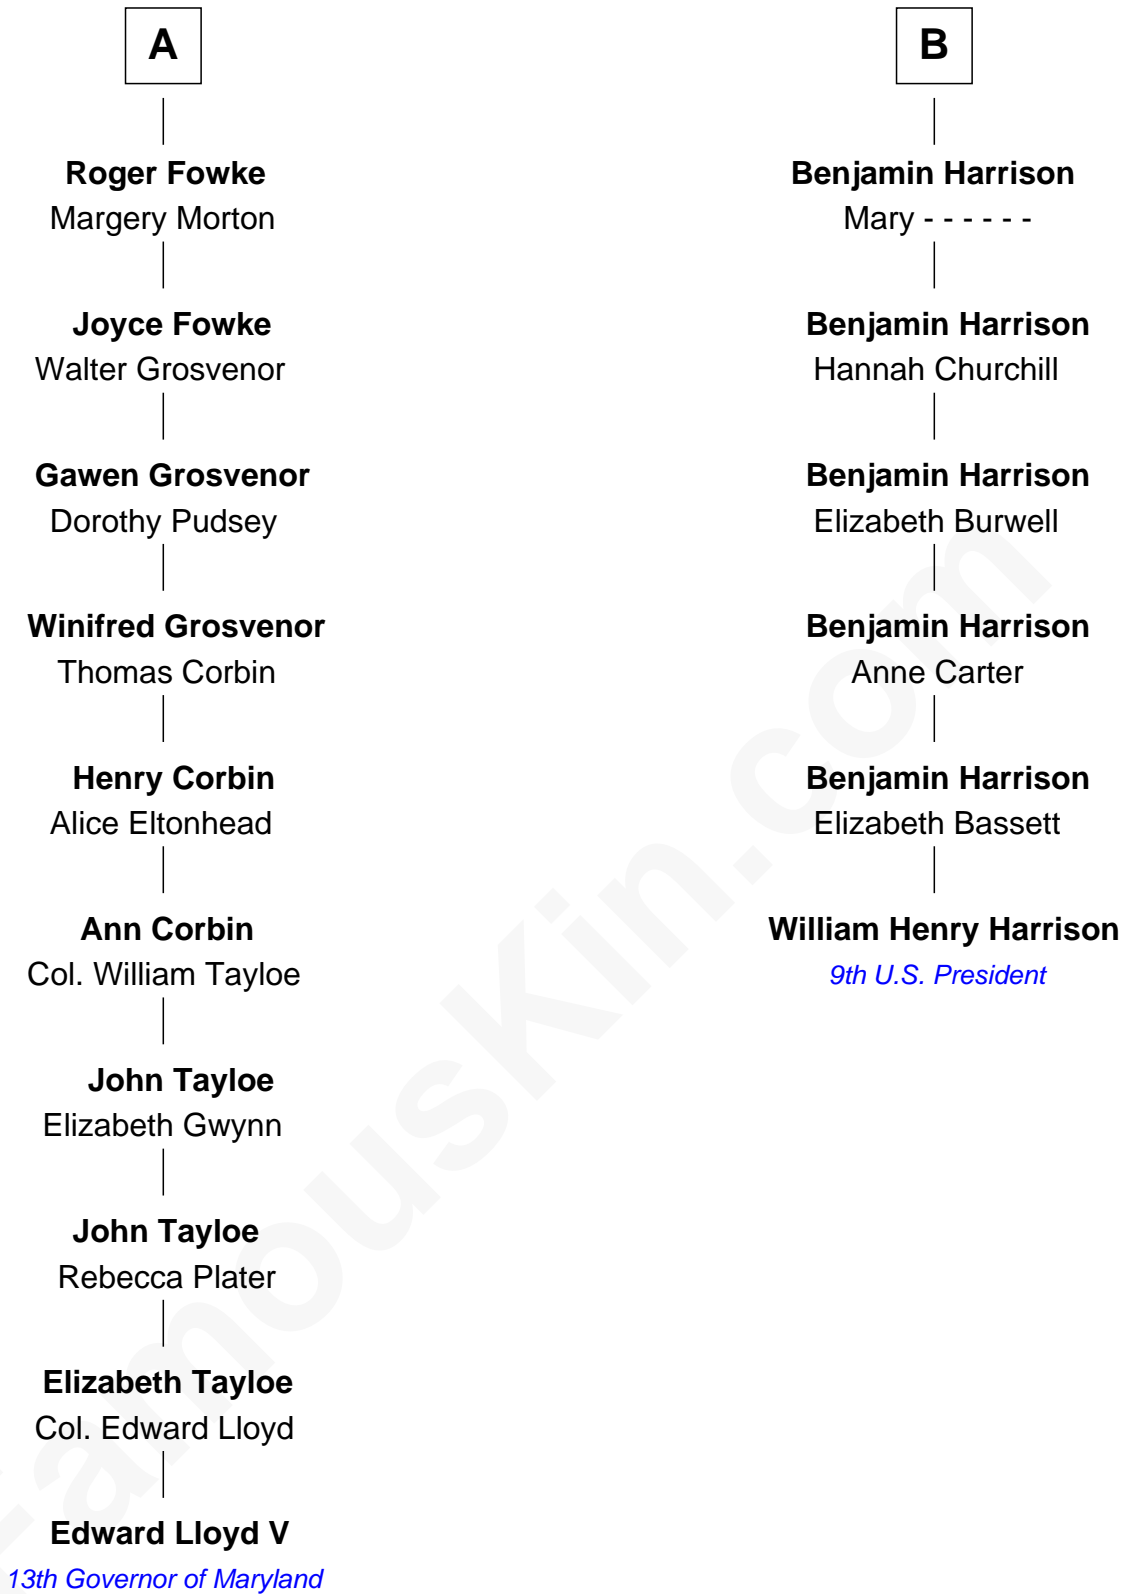 A
Roger Fowke
Margery Morton
Joyce Fowke
Walter Grosvenor
Gawen Grosvenor
Dorothy Pudsey
Winifred Grosvenor
Thomas Corbin
Henry Corbin
Alice Eltonhead
Ann Corbin
Col. William Tayloe
John Tayloe
Elizabeth Gwynn
John Tayloe
Rebecca Plater
Elizabeth Tayloe
Col. Edward Lloyd
Edward Lloyd V
13th Governor of Maryland
B
Benjamin Harrison
Mary - - - - - -
Benjamin Harrison
Hannah Churchill
Benjamin Harrison
Elizabeth Burwell
Benjamin Harrison
Anne Carter
Benjamin Harrison
Elizabeth Bassett
William Henry Harrison
9th U.S. President
FamousKin.com